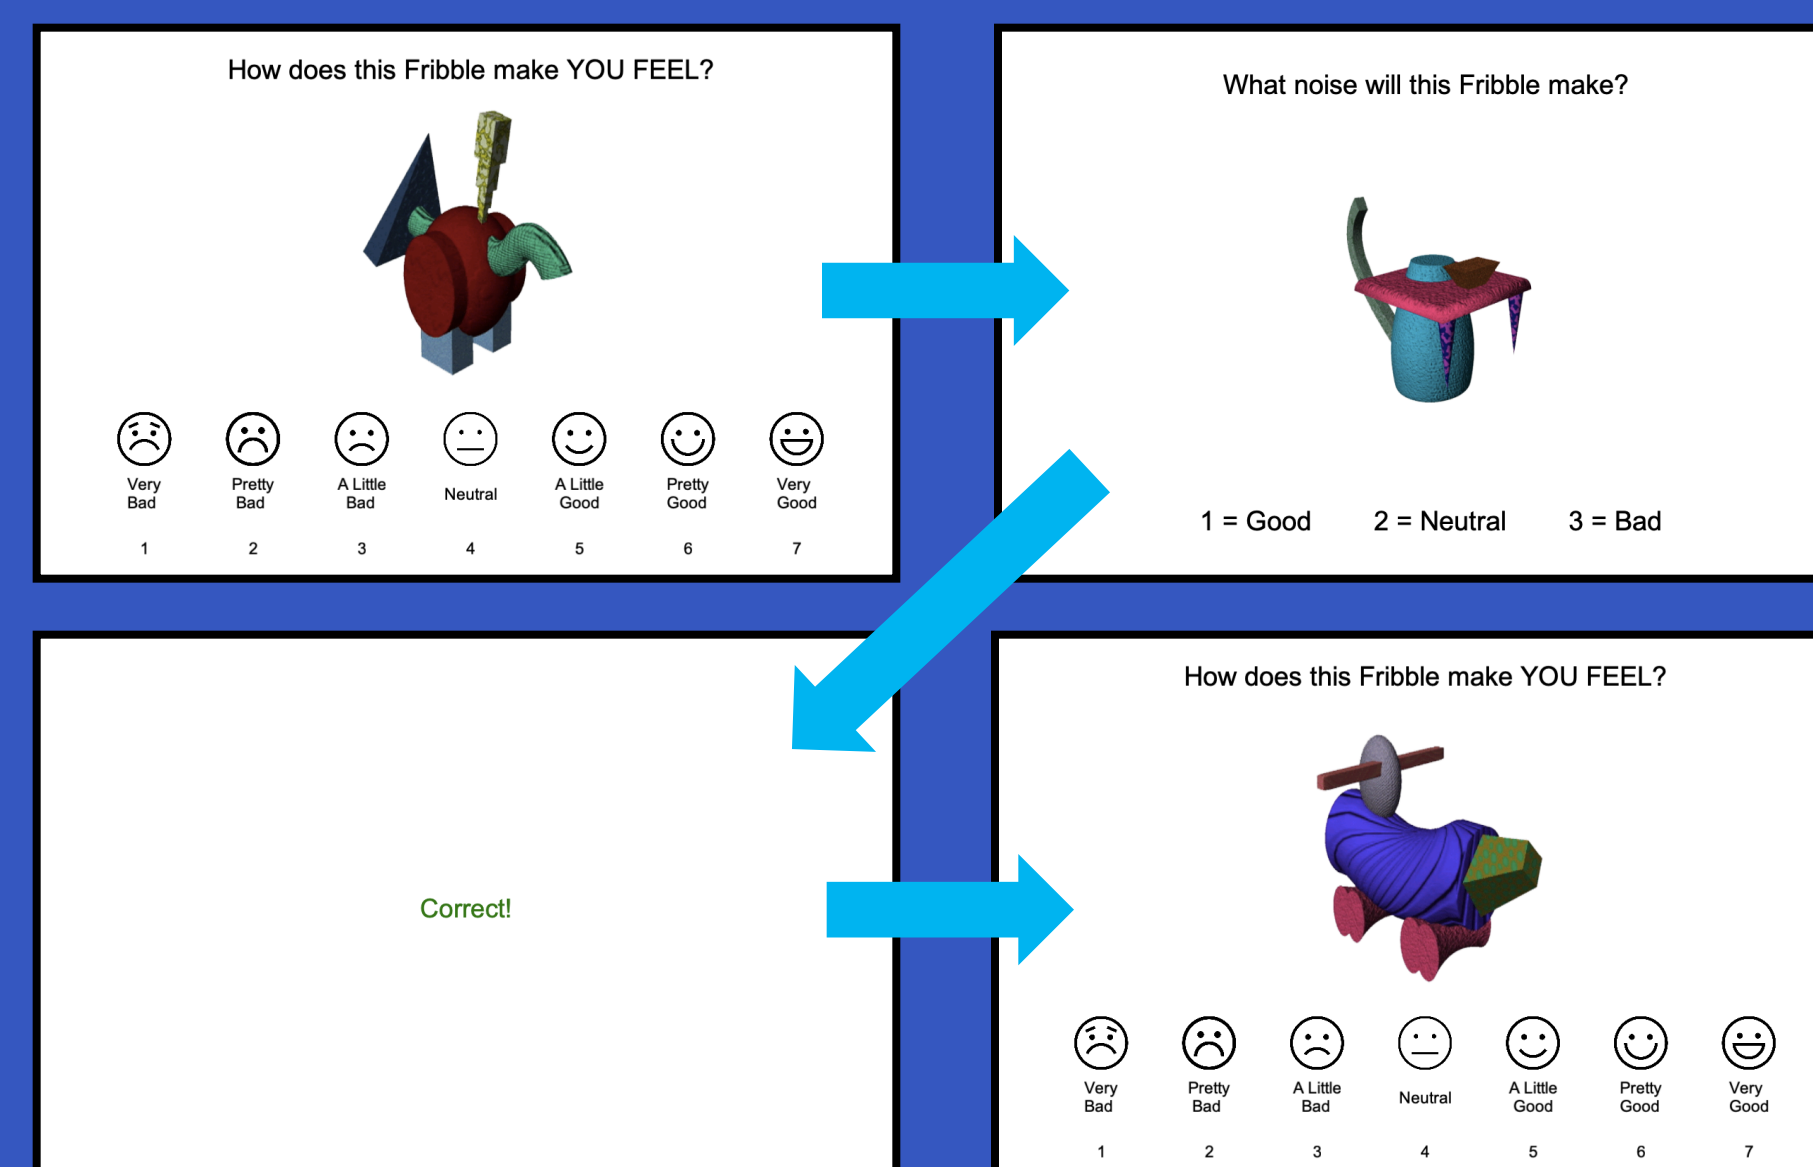 How does this Fribble make YOU FEEL?
Very Bad
Pretty Bad
A Little Bad
Neutral
A Little Good
Pretty Good
Very Good
1 2 3 4 5 6 7
What noise will this Fribble make?
1 = Good 2 = Neutral 3 = Bad
Correct!
How does this Fribble make YOU FEEL?
Very Bad
Pretty Bad
A Little Bad
Neutral
A Little Good
Pretty Good
Very Good
1 2 3 4 5 6 7